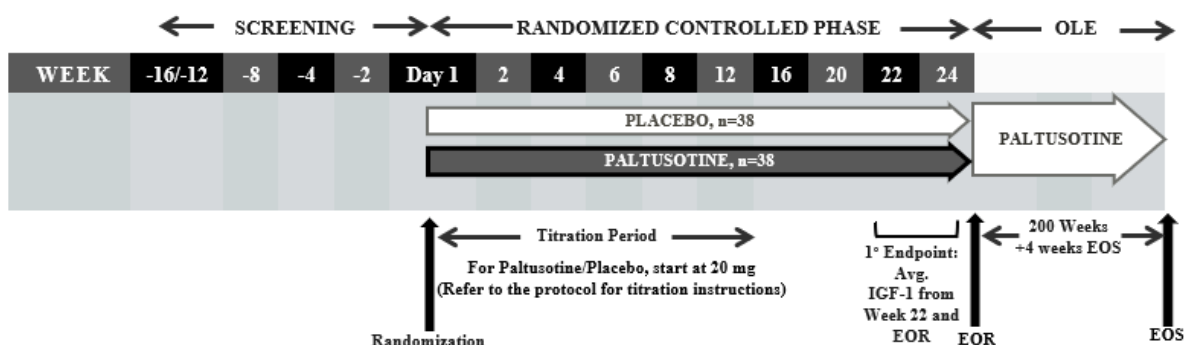 SCREENING RANDOMIZED CONTROLLED PHASE OLE
WEEK -16/-12 -8 -4 -2 Day 1 2 4 6 8 12 16 20 22 24
PLACEBO, n=38
PALTUSOTINE, n=38
PALTUSOTINE
Titration Period
For Paltusotine/Placebo, start at 20 mg
(Refer to the protocol for titration instructions)
Randomization
1° Endpoint:
Avg.
IGF-1 from
Week 22 and
EOR
EOR
200 Weeks
+4 weeks EOS
EOS